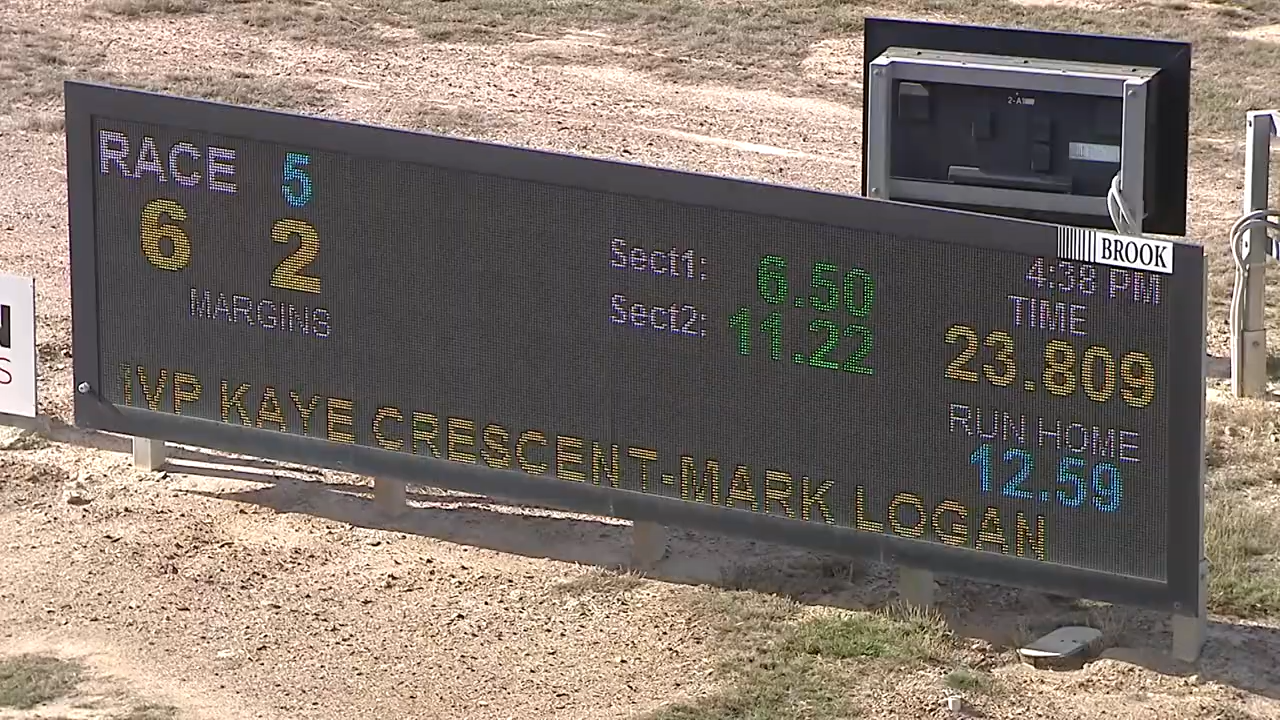 2-A
BROOK
RACE 5
6 2
MARGINS
Sect1: 6.50
Sect2: 11.22
4:38 PM
TIME
23.809
RUN HOME
12.59
IVP KAYE CRESCENT-MARK LOGAN
N
S